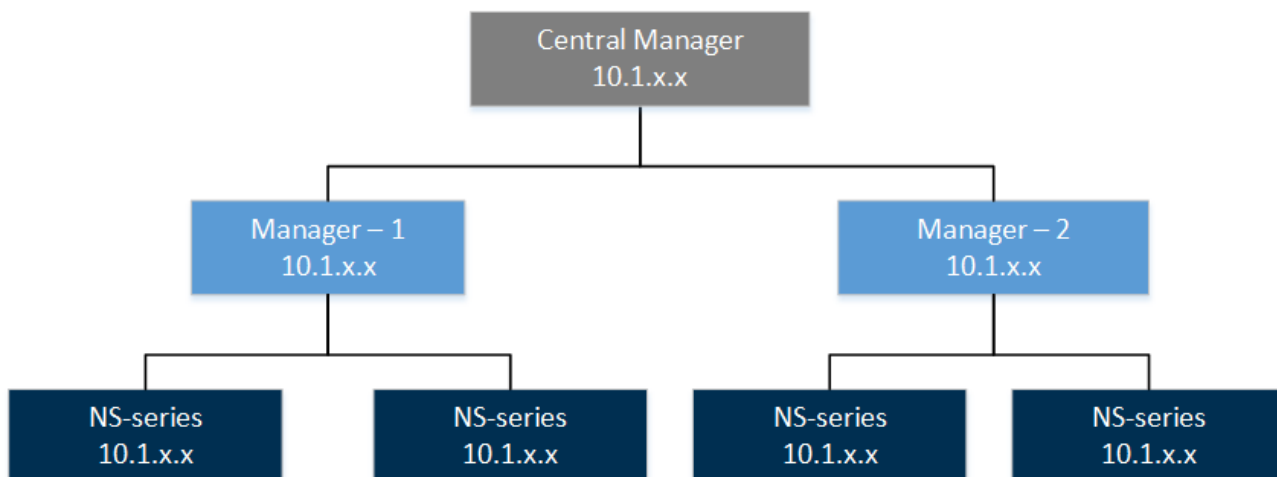 Central Manager
10.1.x.x
Manager – 1
10.1.x.x
Manager – 2
10.1.x.x
NS-series
10.1.x.x
NS-series
10.1.x.x
NS-series
10.1.x.x
NS-series
10.1.x.x